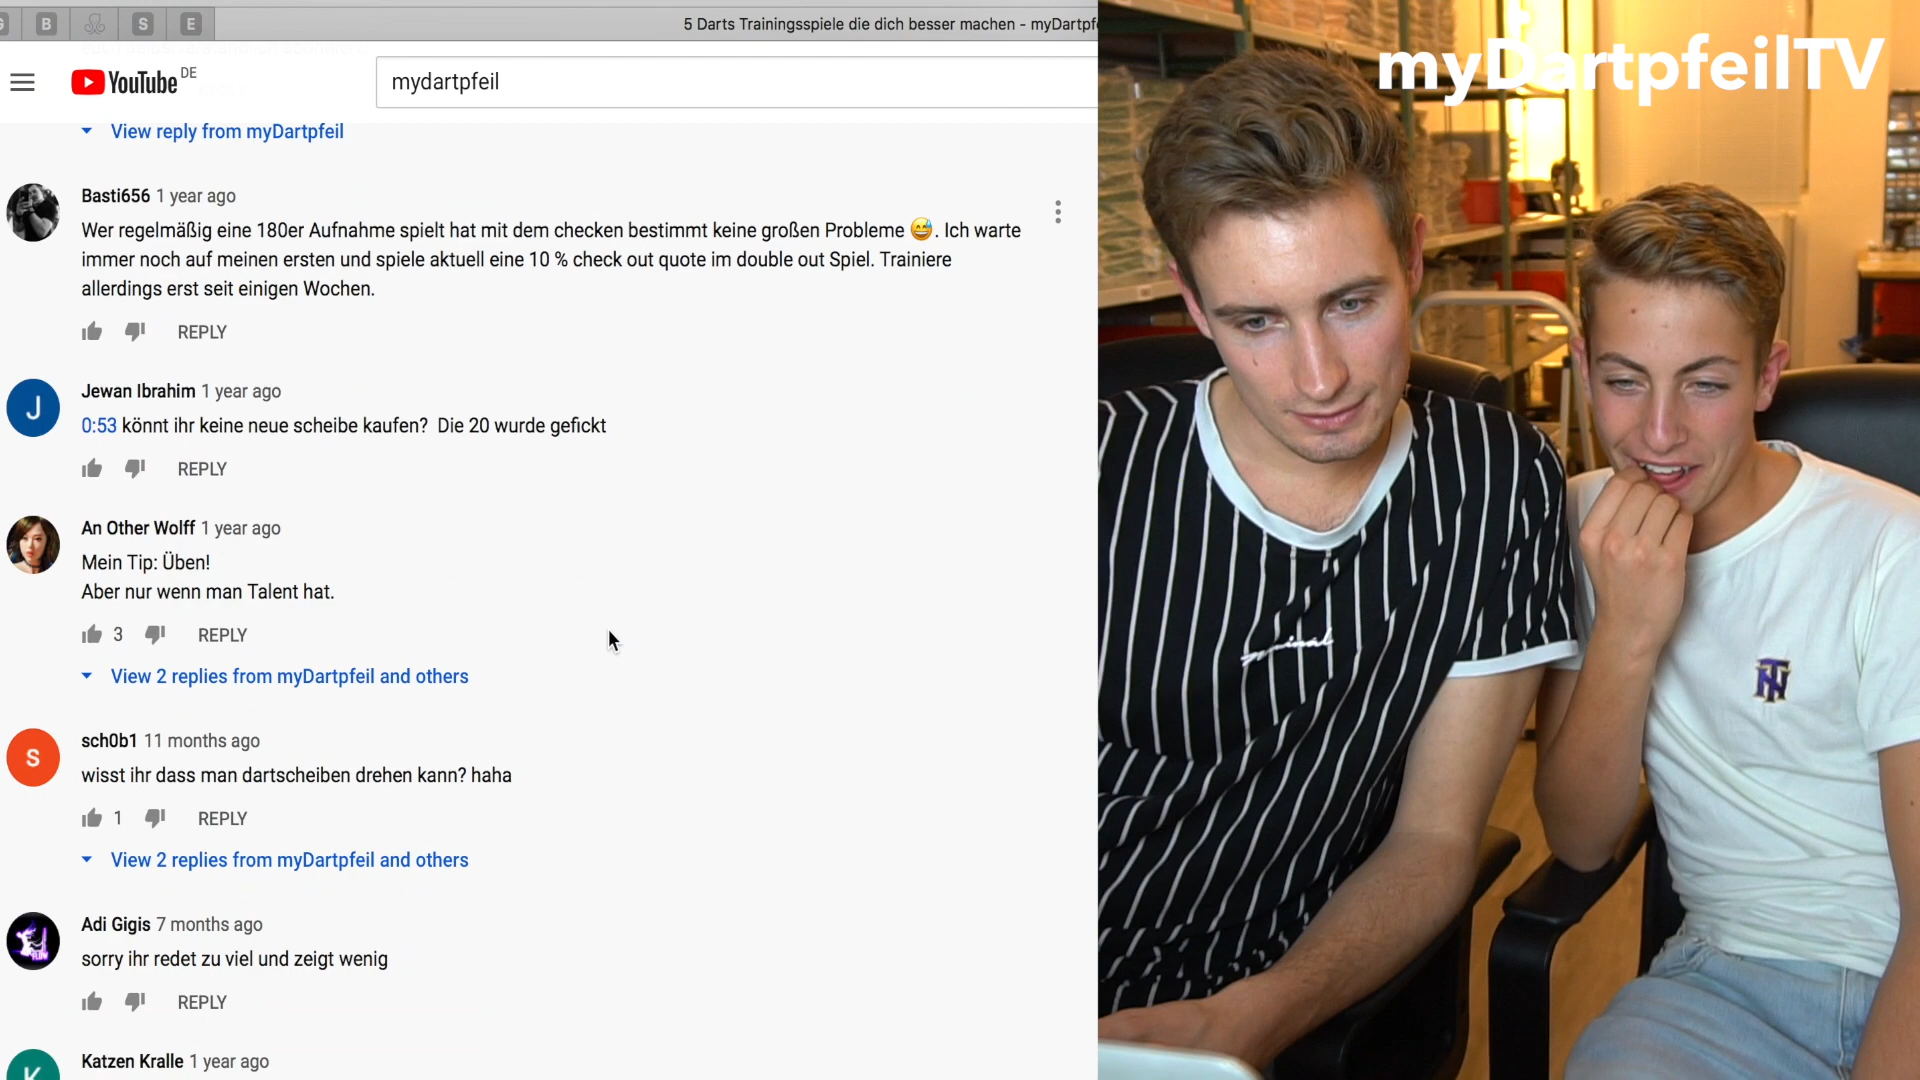 B
S
E
5 Darts Trainingsspiele die dich besser machen - myDartpf
YouTube DE
mydartpfeil
myDartpfeilTV
View reply from myDartpfeil
Basti656 1 year ago
Wer regelmäßig eine 180er Aufnahme spielt hat mit dem checken bestimmt keine großen Probleme 😅. Ich warte
immer noch auf meinen ersten und spiele aktuell eine 10 % check out quote im double out Spiel. Trainiere
allerdings erst seit einigen Wochen.
REPLY
J
Jewan Ibrahim 1 year ago
0:53 könnt ihr keine neue scheibe kaufen? Die 20 wurde gefickt
REPLY
An Other Wolff 1 year ago
Mein Tip: Üben!
Aber nur wenn man Talent hat.
3 REPLY
View 2 replies from myDartpfeil and others
S
sch0b1 11 months ago
wisst ihr dass man dartscheiben drehen kann? haha
1 REPLY
View 2 replies from myDartpfeil and others
Adi Gigis 7 months ago
sorry ihr redet zu viel und zeigt wenig
REPLY
K
Katzen Kralle 1 year ago